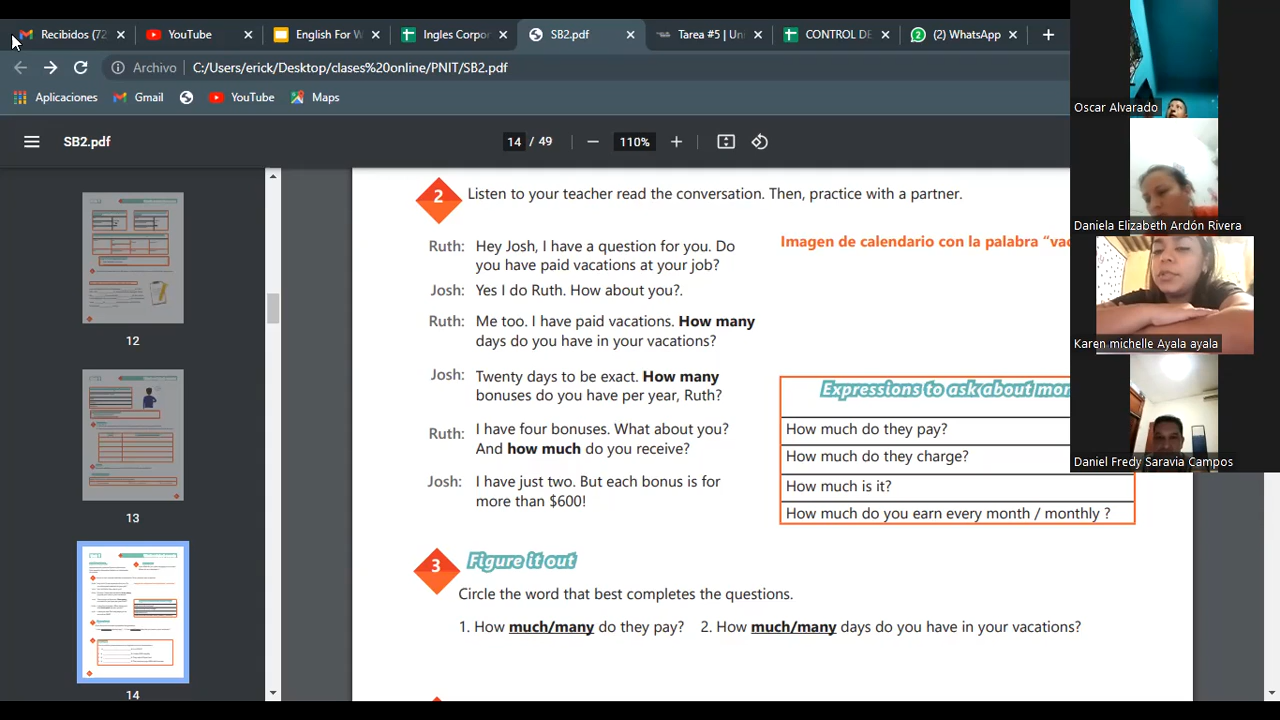 Recibidos (72
YouTube
English For W
Ingles Corpor
SB2.pdf
Tarea #5 | Un
CONTROL DE
(2) WhatsApp
Archivo
C:/Users/erick/Desktop/clases%20online/PNIT/SB2.pdf
Aplicaciones
Gmail
YouTube
Maps
SB2.pdf
14 / 49
110%
12
13
14
2 Listen to your teacher read the conversation. Then, practice with a partner.
Ruth: Hey Josh, I have a question for you. Do
you have paid vacations at your job?
Josh: Yes I do Ruth. How about you?.
Ruth: Me too. I have paid vacations. How many
days do you have in your vacations?
Josh: Twenty days to be exact. How many
bonuses do you have per year, Ruth?
Ruth: I have four bonuses. What about you?
And how much do you receive?
Josh: I have just two. But each bonus is for
more than $600!
Imagen de calendario con la palabra “vac
Expressions to ask about mon
How much do they pay?
How much do they charge?
How much is it?
How much do you earn every month / monthly ?
3 Figure it out
Circle the word that best completes the questions.
1. How much/many do they pay? 2. How much/many days do you have in your vacations?
Oscar Alvarado
Daniela Elizabeth Ardón Rivera
Karen michelle Ayala ayala
Daniel Fredy Saravia Campos